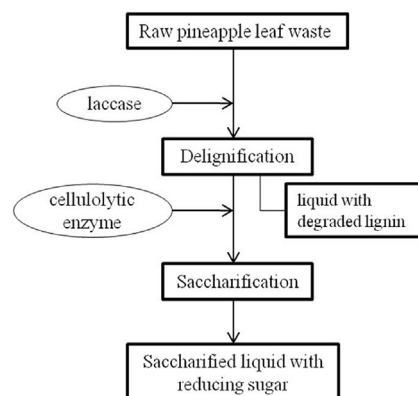 Raw pineapple leaf waste
laccase
Delignification
cellulolytic
enzyme
liquid with
degraded lignin
Saccharification
Saccharified liquid with
reducing sugar